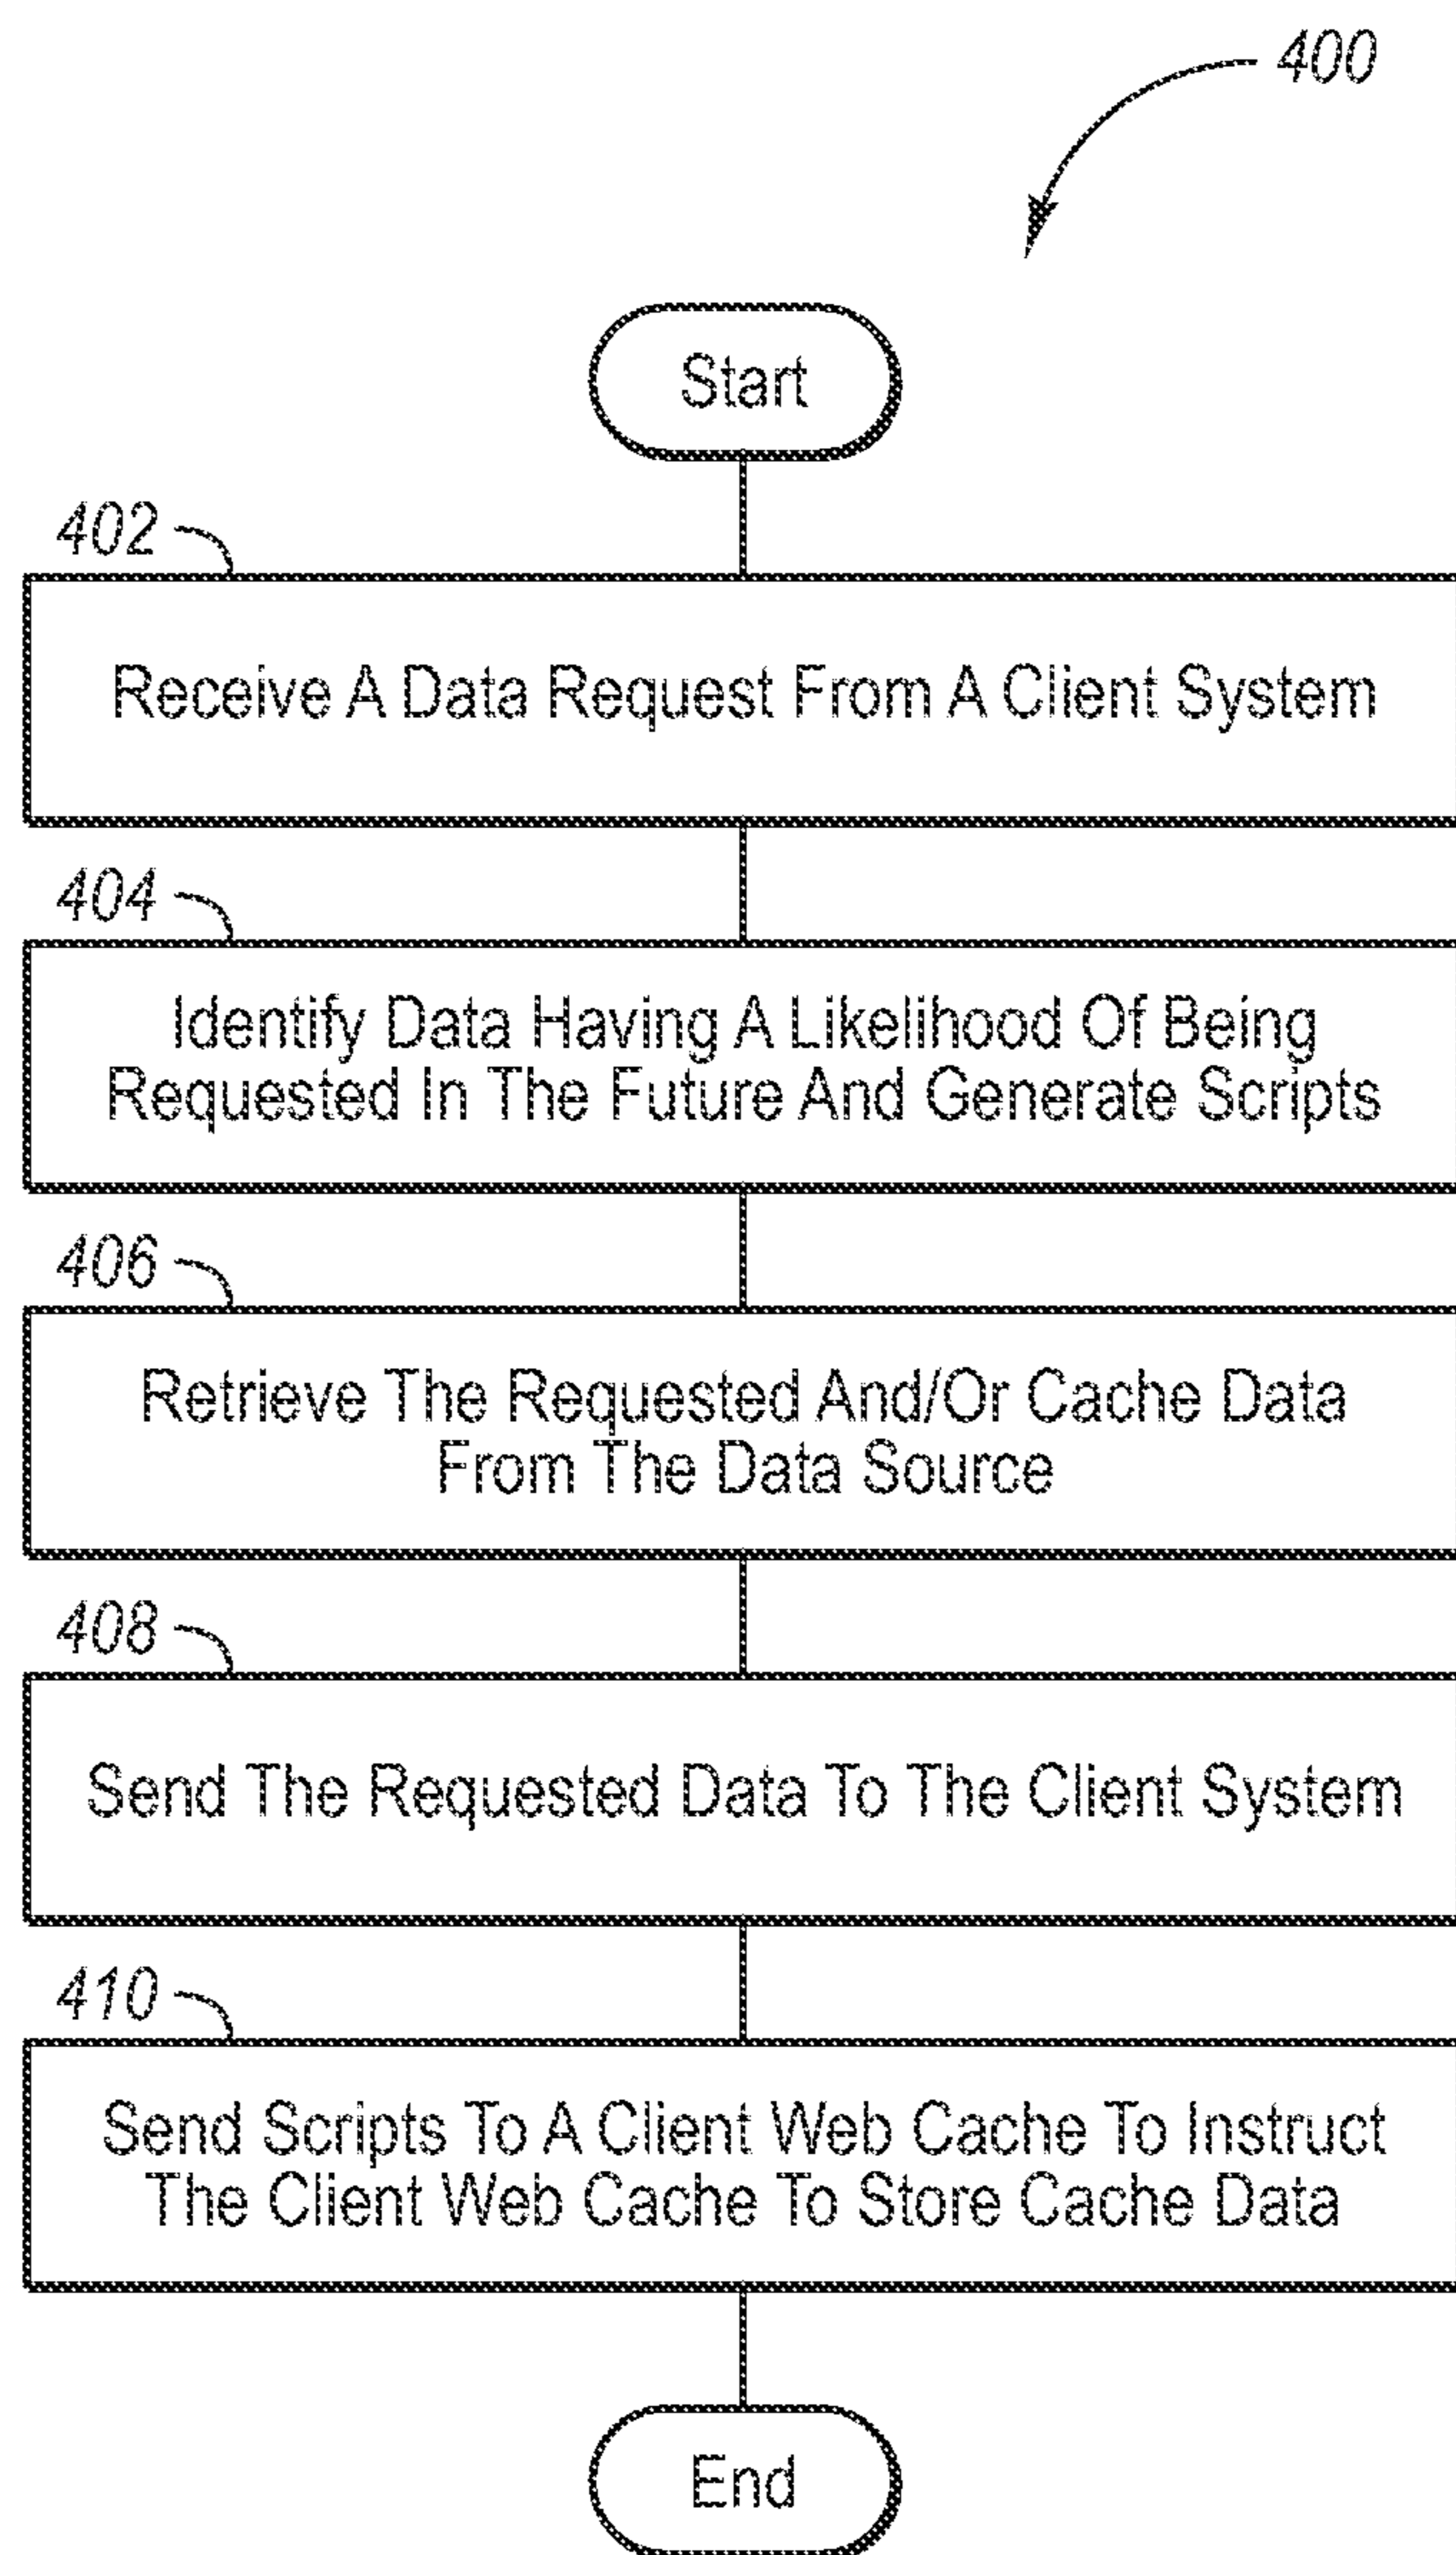 400
Start
402
Receive A Data Request From A Client System
404
Identify Data Having A Likelihood Of Being
Requested In The Future And Generate Scripts
406
Retrieve The Requested And/Or Cache Data
From The Data Source
408
Send The Requested Data To The Client System
410
Send Scripts To A Client Web Cache To Instruct
The Client Web Cache To Store Cache Data
End